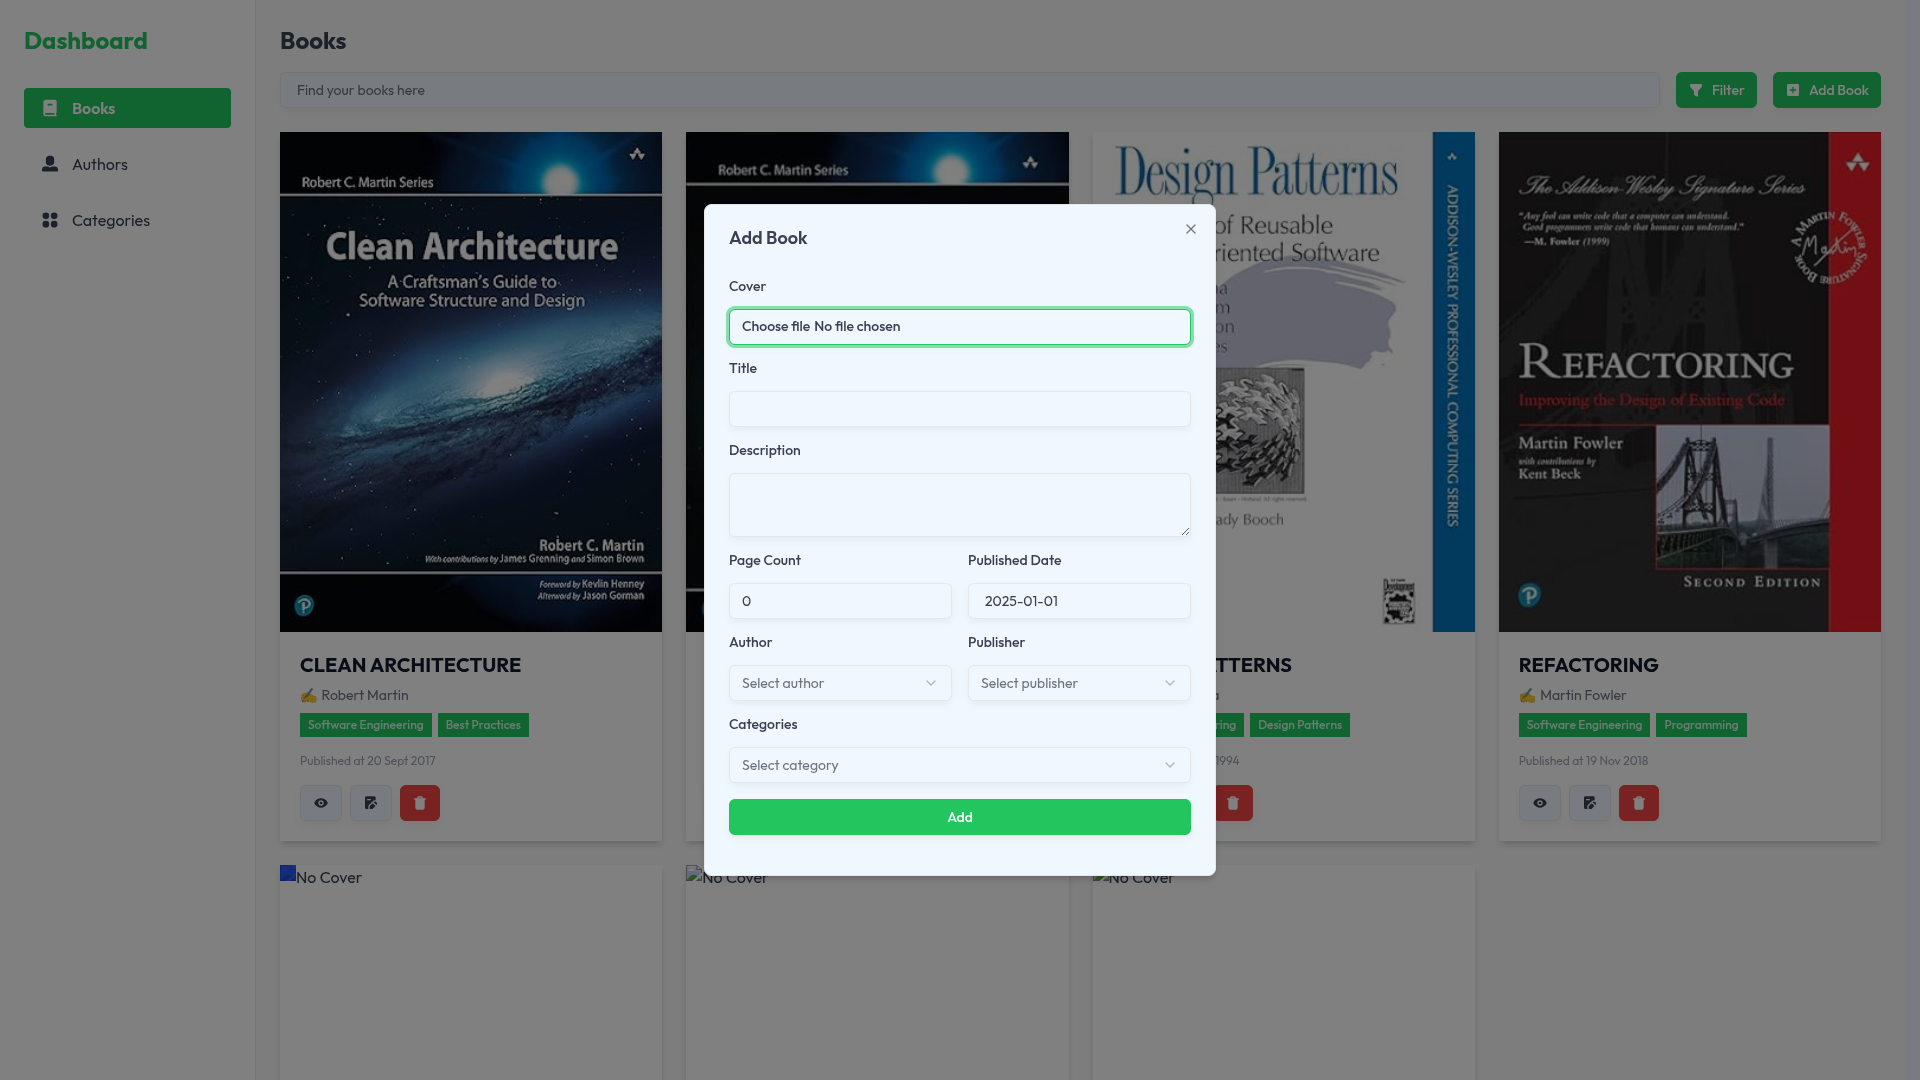 Dashboard
Books
Authors
Categories
Books
Find your books here
Filter
Add Book
Robert C. Martin Series
Clean Architecture
A Craftsman's Guide to
Software Structure and Design
Robert C. Martin
With contributions by James Grenning and Simon Brown
Foreword by Kevlin Henney
Afterword by Jason Gorman
CLEAN ARCHITECTURE
✍️ Robert Martin
Software Engineering
Best Practices
Published at 20 Sept 2017
Robert C. Martin Series
Design Patterns
of Reusable
riented Software
ady Booch
ADDISON-WESLEY PROFESSIONAL COMPUTING SERIES
TTERNS
a
ring
Design Patterns
1994
The Addison-Wesley Signature Series
"Any fool can write code that a computer can understand.
Good programmers write code that humans can understand."
—M. Fowler (1999)
A MARTIN FOWLER SIGNATURE BOOK
REFACTORING
Improving the Design of Existing Code
Martin Fowler
with contributions by
Kent Beck
SECOND EDITION
REFACTORING
✍️ Martin Fowler
Software Engineering
Programming
Published at 19 Nov 2018
No Cover
No Cover
No Cover
Add Book
Cover
Choose file No file chosen
Title
Description
Page Count
Published Date
0
2025-01-01
Author
Publisher
Select author
Select publisher
Categories
Select category
Add